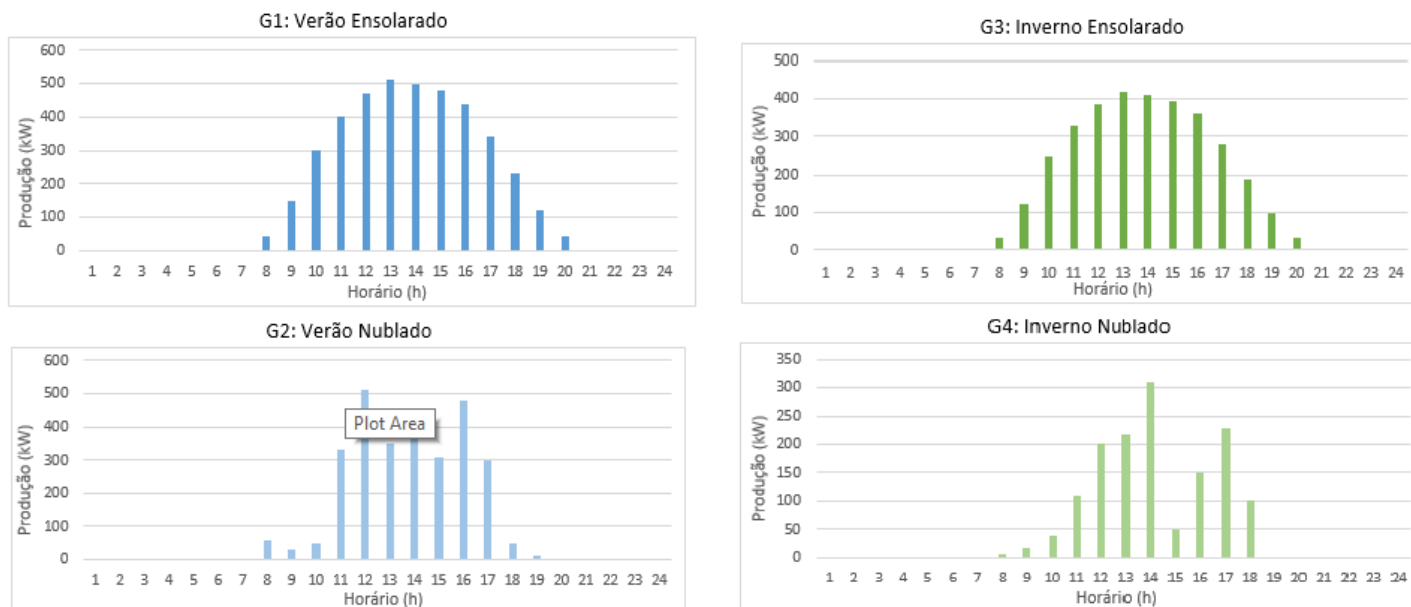 G1: Verão Ensolarado
600
500
400
300
200
100
0
Produção (kW)
1 2 3 4 5 6 7 8 9 10 11 12 13 14 15 16 17 18 19 20 21 22 23 24
Horário (h)
G3: Inverno Ensolarado
500
400
300
200
100
0
Produção (kW)
1 2 3 4 5 6 7 8 9 10 11 12 13 14 15 16 17 18 19 20 21 22 23 24
Horário (h)
G2: Verão Nublado
600
500
400
300
200
100
0
Produção (kW)
Plot Area
1 2 3 4 5 6 7 8 9 10 11 12 13 14 15 16 17 18 19 20 21 22 23 24
Horário (h)
G4: Inverno Nublado
350
300
250
200
150
100
50
0
Produção (kW)
1 2 3 4 5 6 7 8 9 10 11 12 13 14 15 16 17 18 19 20 21 22 23 24
Horário (h)